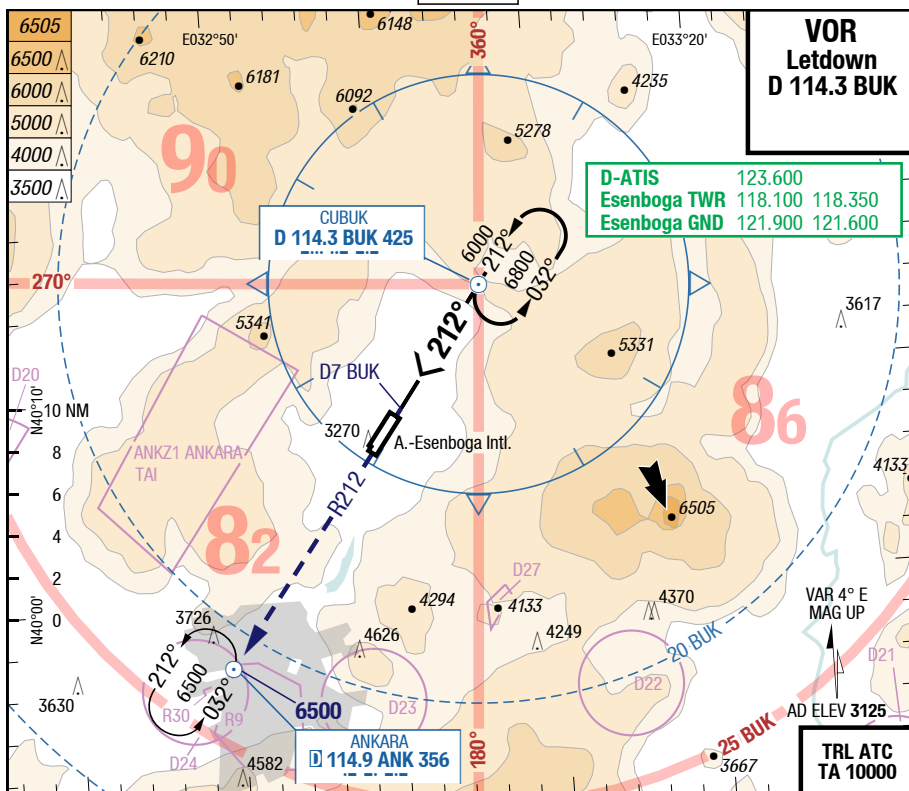 6505
6500
6000
5000
4000
3500
6210
E032°50'
6148
360°
E033°20'
VOR
Letdown
D 114.3 BUK
6181
6092
4235
5278
90
D-ATIS 123.600
Esenboga TWR 118.100 118.350
Esenboga GND 121.900 121.600
CUBUK
D 114.3 BUK 425
6000
212°
6800
032°
270°
3617
5341
<212°
5331
D20
D7 BUK
N40°10'
10 NM
3270
A.-Esenboga Intl.
86
8
ANKZ1 ANKARA
TAI
4133
R212
6
6505
82
4
2
D27
4294
4133
4370
VAR 4° E
MAG UP
N40°00'
0
3726
4626
4249
20 BUK
212°
6500
032°
D21
D22
3630
R30
R9
6500
D23
AD ELEV 3125
D24
ANKARA
D 114.9 ANK 356
4582
180°
25 BUK
3667
TRL ATC
TA 10000